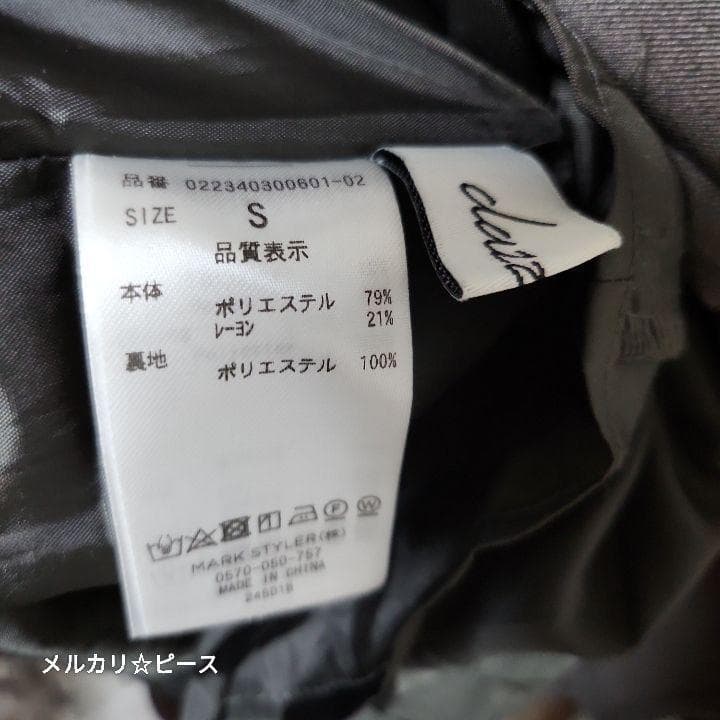 品番 022340300601-02
SIZE S
品質表示
本体 ポリエステル 79%
レーヨン 21%
裏地 ポリエステル 100%
MARK STYLER(株)
0570-050-757
MADE IN CHINA
メルカリ☆ピース